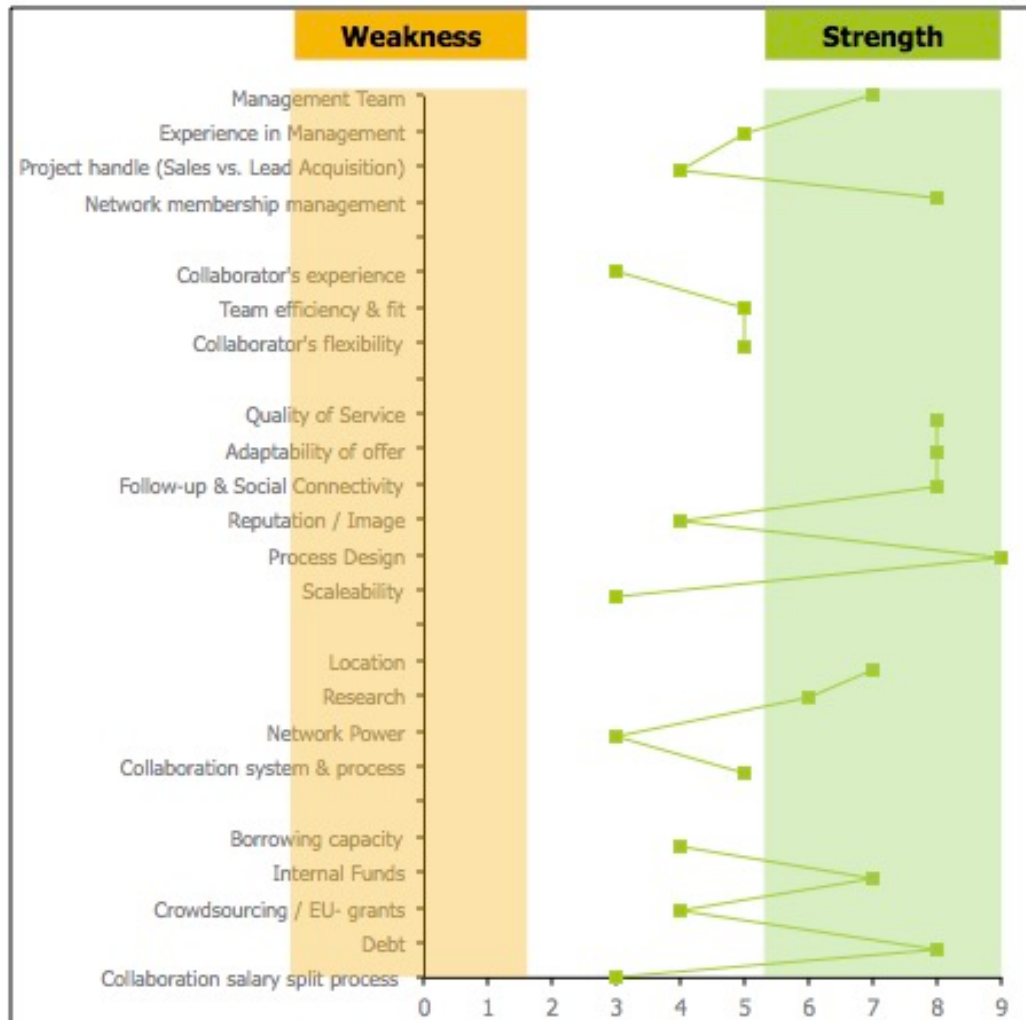 Weakness
Strength
Management Team
Experience in Management
Project handle (Sales vs. Lead Acquisition)
Network membership management
Collaborator's experience
Team efficiency & fit
Collaborator's flexibility
Quality of Service
Adaptability of offer
Follow-up & Social Connectivity
Reputation / Image
Process Design
Scaleability
Location
Research
Network Power
Collaboration system & process
Borrowing capacity
Internal Funds
Crowdsourcing / EU- grants
Debt
Collaboration salary split process
0 1 2 3 4 5 6 7 8 9